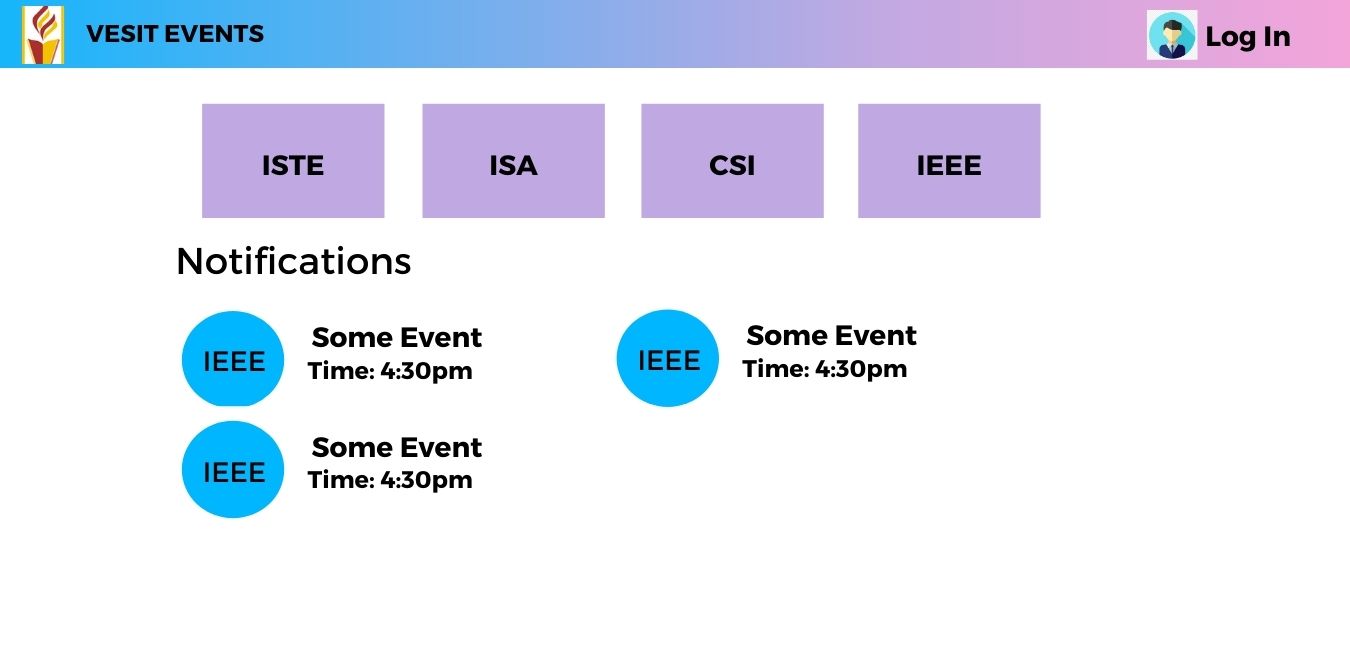 VESIT EVENTS
Log In
ISTE
ISA
CSI
IEEE
Notifications
IEEE
Some Event
Time: 4:30pm
IEEE
Some Event
Time: 4:30pm
IEEE
Some Event
Time: 4:30pm